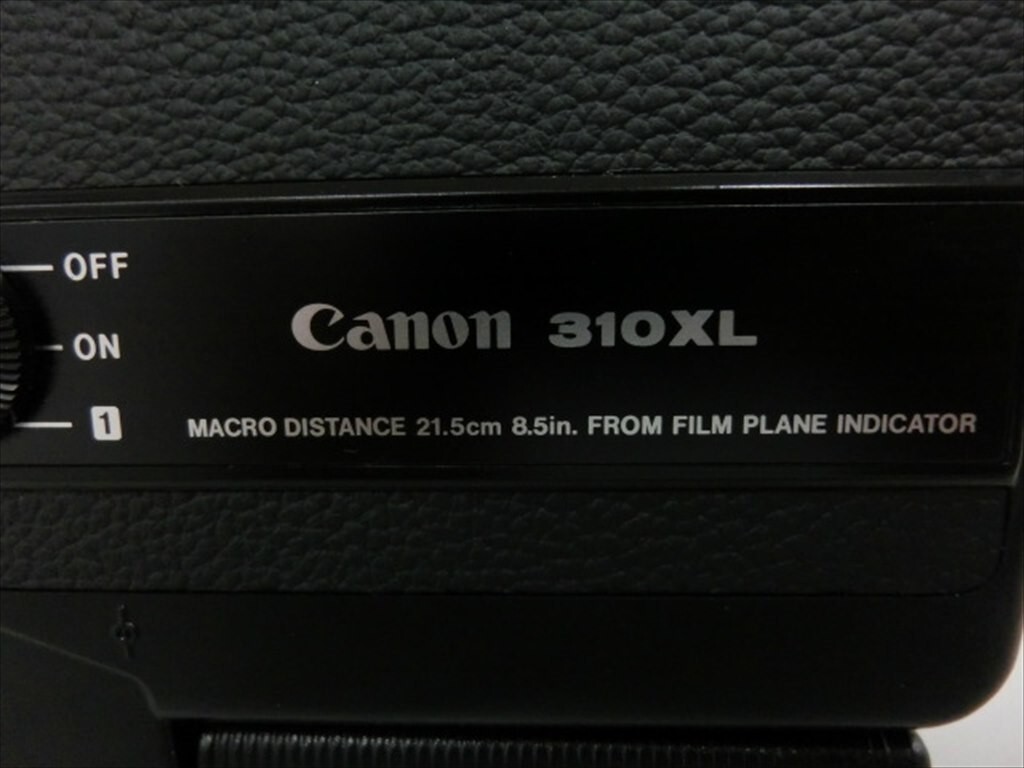 OFF
Canon 310XL
ON
1
MACRO DISTANCE 21.5cm 8.5in. FROM FILM PLANE INDICATOR